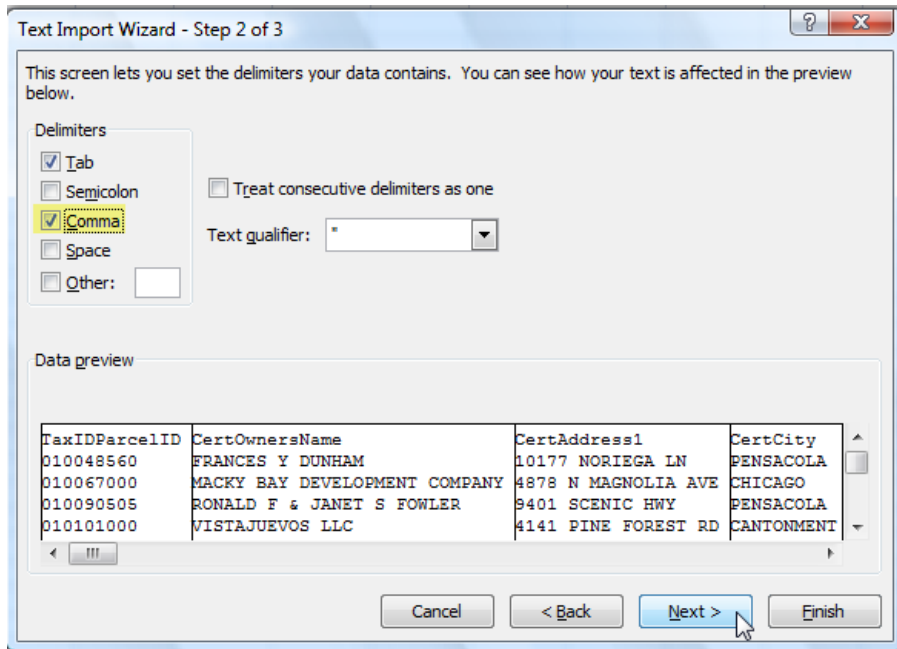 Text Import Wizard - Step 2 of 3
This screen lets you set the delimiters your data contains. You can see how your text is affected in the preview
below.
Delimiters
Tab
Semicolon
Comma
Space
Other:
Treat consecutive delimiters as one
Text qualifier: "
Data preview
TaxIDParcelID CertOwnersName CertAddress1 CertCity
010048560 FRANCES Y DUNHAM 10177 NORIEGA LN PENSACOLA
010067000 MACKY BAY DEVELOPMENT COMPANY 4878 N MAGNOLIA AVE CHICAGO
010090505 RONALD F & JANET S FOWLER 9401 SCENIC HWY PENSACOLA
010101000 VISTAJUEVOS LLC 4141 PINE FOREST RD CANTONMENT
Cancel < Back Next > Finish